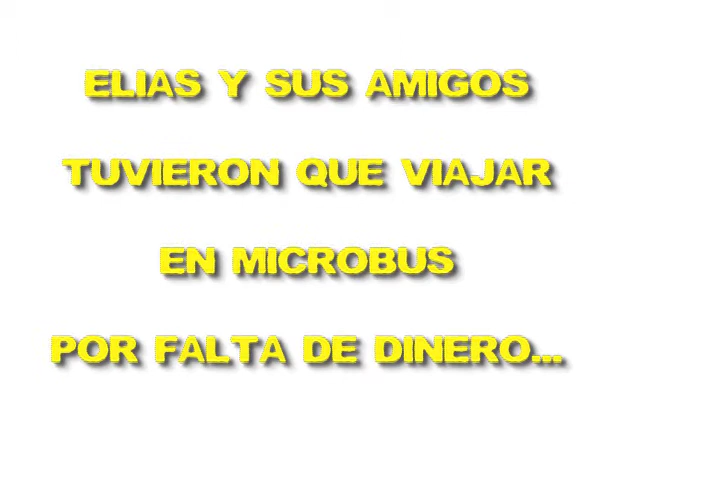 ELIAS Y SUS AMIGOS
TUVIERON QUE VIAJAR
EN MICROBUS
POR FALTA DE DINERO...